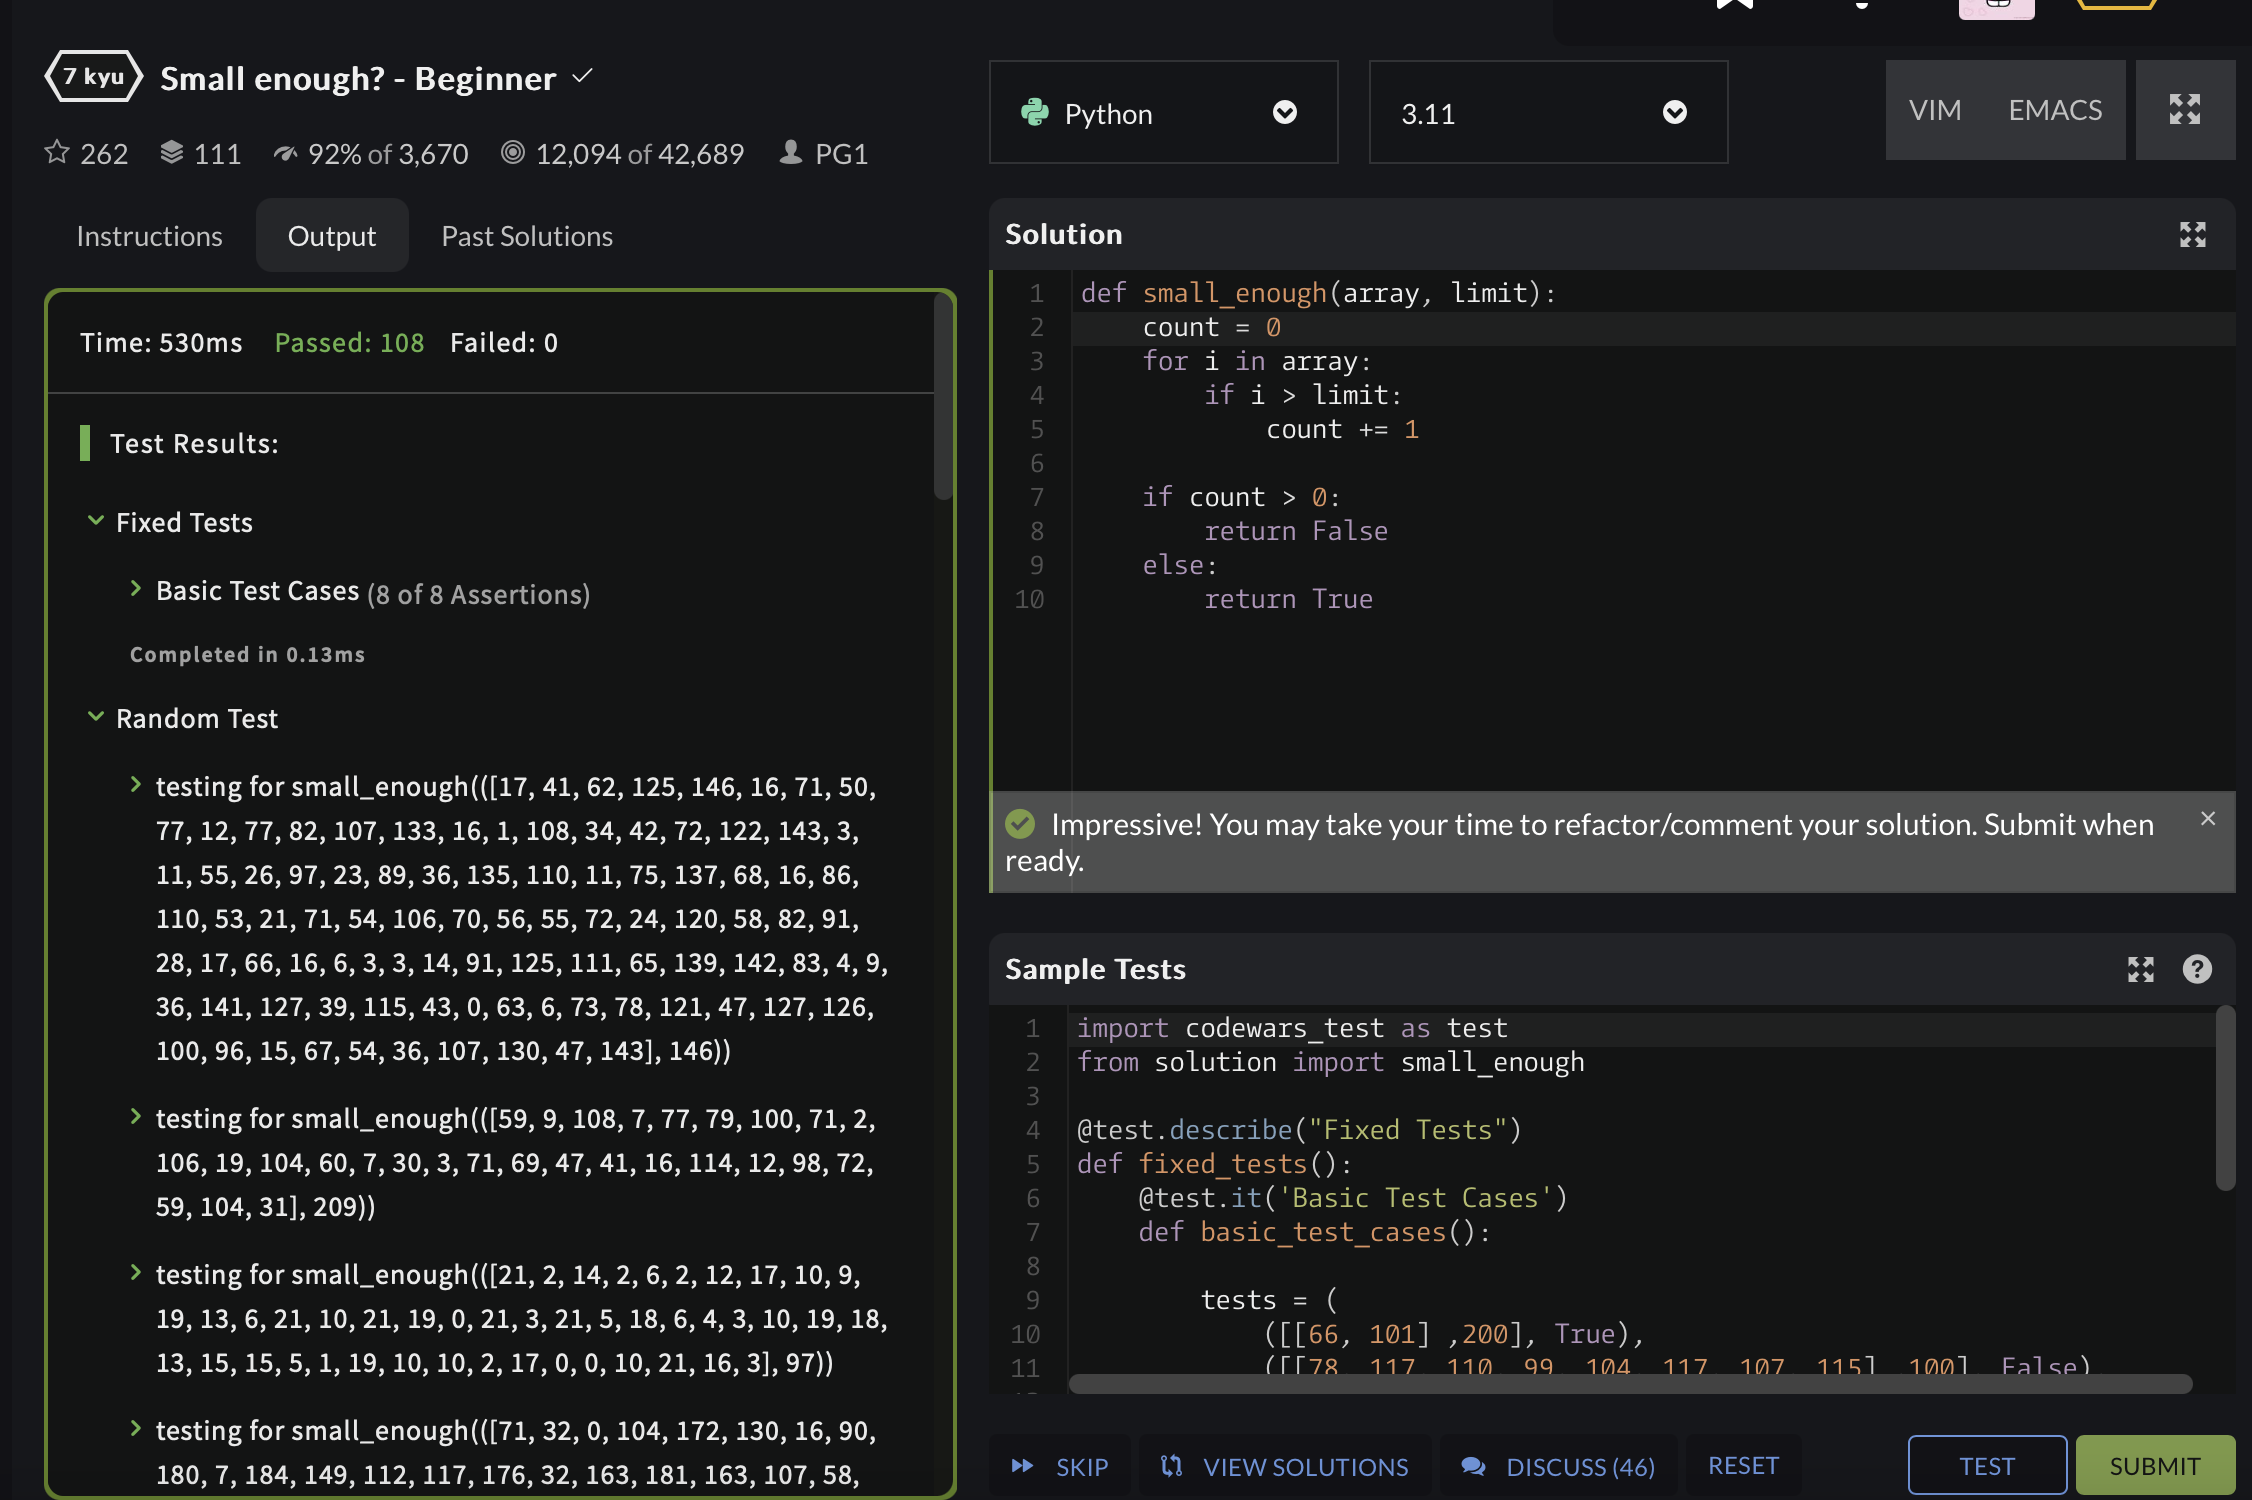 7 kyu Small enough? - Beginner
262 111 92% of 3,670 12,094 of 42,689 PG1
Instructions Output Past Solutions
Time: 530ms Passed: 108 Failed: 0
Test Results:
Fixed Tests
Basic Test Cases (8 of 8 Assertions)
Completed in 0.13ms
Random Test
testing for small_enough(([17, 41, 62, 125, 146, 16, 71, 50,
77, 12, 77, 82, 107, 133, 16, 1, 108, 34, 42, 72, 122, 143, 3,
11, 55, 26, 97, 23, 89, 36, 135, 110, 11, 75, 137, 68, 16, 86,
110, 53, 21, 71, 54, 106, 70, 56, 55, 72, 24, 120, 58, 82, 91,
28, 17, 66, 16, 6, 3, 3, 14, 91, 125, 111, 65, 139, 142, 83, 4, 9,
36, 141, 127, 39, 115, 43, 0, 63, 6, 73, 78, 121, 47, 127, 126,
100, 96, 15, 67, 54, 36, 107, 130, 47, 143], 146))
testing for small_enough(([59, 9, 108, 7, 77, 79, 100, 71, 2,
106, 19, 104, 60, 7, 30, 3, 71, 69, 47, 41, 16, 114, 12, 98, 72,
59, 104, 31], 209))
testing for small_enough(([21, 2, 14, 2, 6, 2, 12, 17, 10, 9,
19, 13, 6, 21, 10, 21, 19, 0, 21, 3, 21, 5, 18, 6, 4, 3, 10, 19, 18,
13, 15, 15, 5, 1, 19, 10, 10, 2, 17, 0, 0, 10, 21, 16, 3], 97))
testing for small_enough(([71, 32, 0, 104, 172, 130, 16, 90,
180, 7, 184, 149, 112, 117, 176, 32, 163, 181, 163, 107, 58,
Python 3.11 VIM EMACS
Solution
1 def small_enough(array, limit):
2 count = 0
3 for i in array:
4 if i > limit:
5 count += 1
6
7 if count > 0:
8 return False
9 else:
10 return True
Impressive! You may take your time to refactor/comment your solution. Submit when
ready.
Sample Tests
1 import codewars_test as test
2 from solution import small_enough
3
4 @test.describe("Fixed Tests")
5 def fixed_tests():
6 @test.it('Basic Test Cases')
7 def basic_test_cases():
8
9 tests = (
10 ([[66, 101] ,200], True),
11 ([[78, 117, 110, 99, 104, 117, 107, 115], 100], False),
SKIP VIEW SOLUTIONS DISCUSS (46) RESET TEST SUBMIT